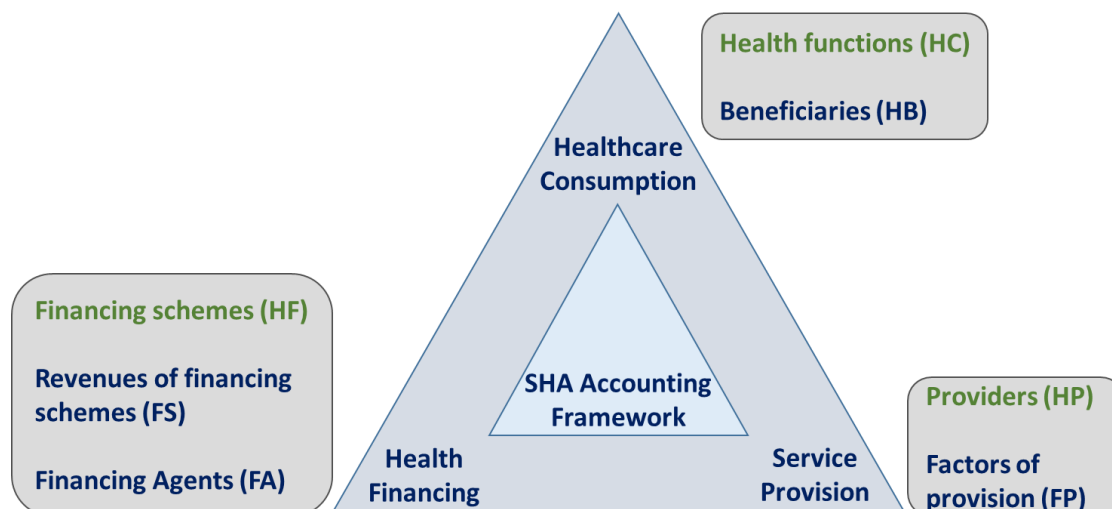 Health functions (HC)
Beneficiaries (HB)
Healthcare
Consumption
Financing schemes (HF)
Revenues of financing
schemes (FS)
Financing Agents (FA)
SHA Accounting
Framework
Health
Financing
Service
Provision
Providers (HP)
Factors of
provision (FP)